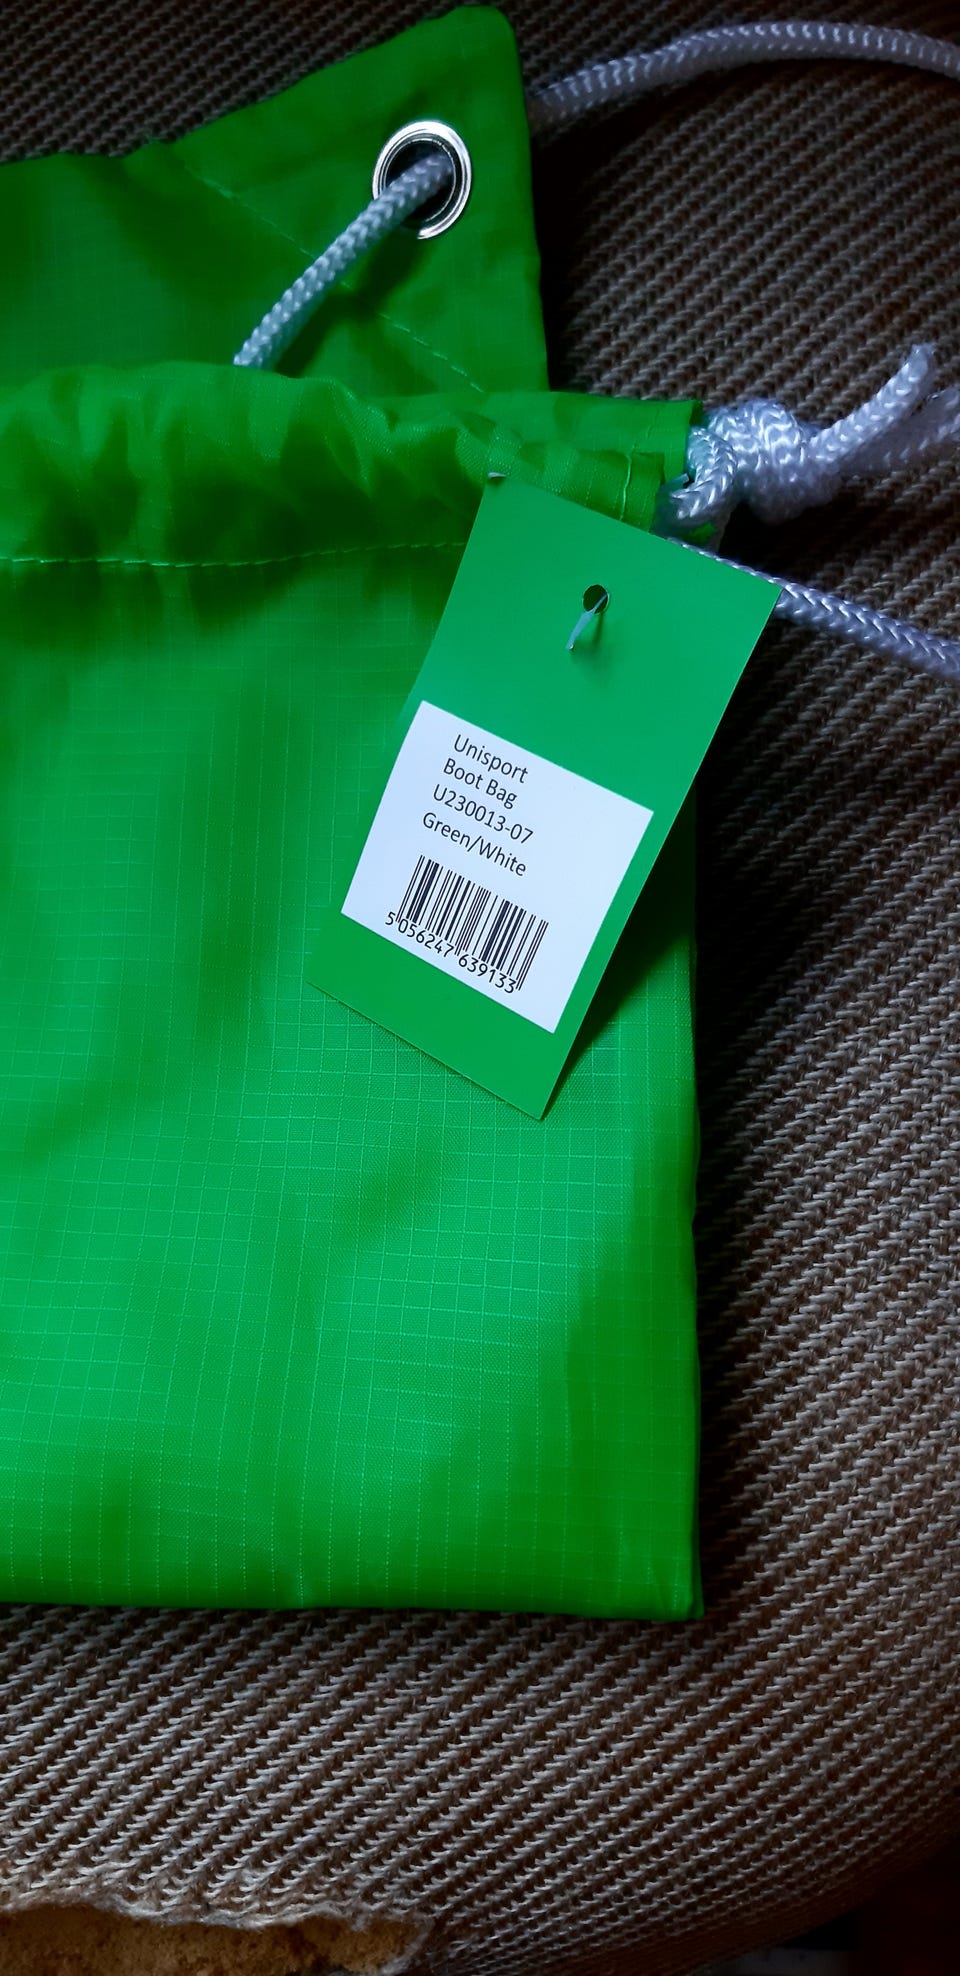 Unisport
Boot Bag
U230013-07
Green/White
5 056247 639133